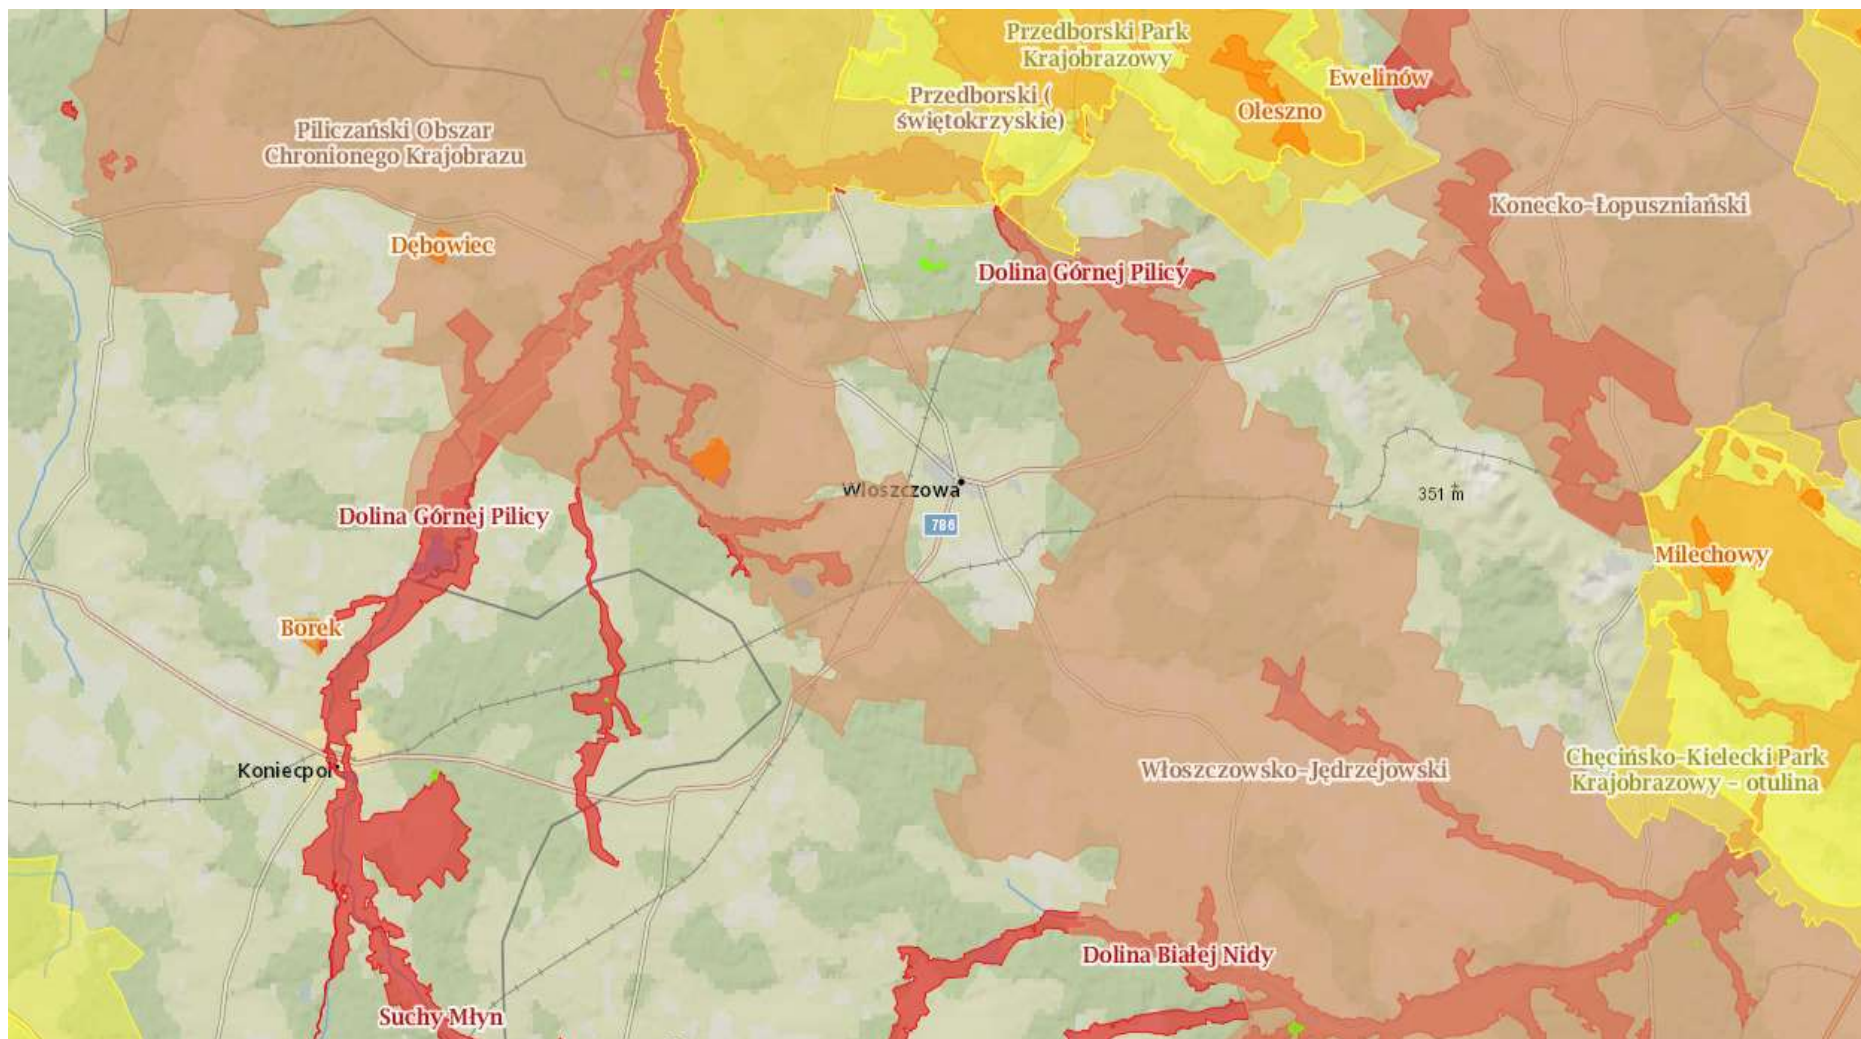 Przedborski Park
Krajobrazowy
Ewelinów
Przedborski (
świętokrzyskie)
Oleszno
Piliczański Obszar
Chronionego Krajobrazu
Konecko-Łopuszniański
Dębowiec
Dolina Górnej Pilicy
Włoszczowa
351 m
Dolina Górnej Pilicy
786
Milechowy
Borek
Chęcińsko-Kielecki Park
Krajobrazowy - otulina
Koniecpol
Włoszczowsko-Jędrzejowski
Dolina Białej Nidy
Suchy Młyn